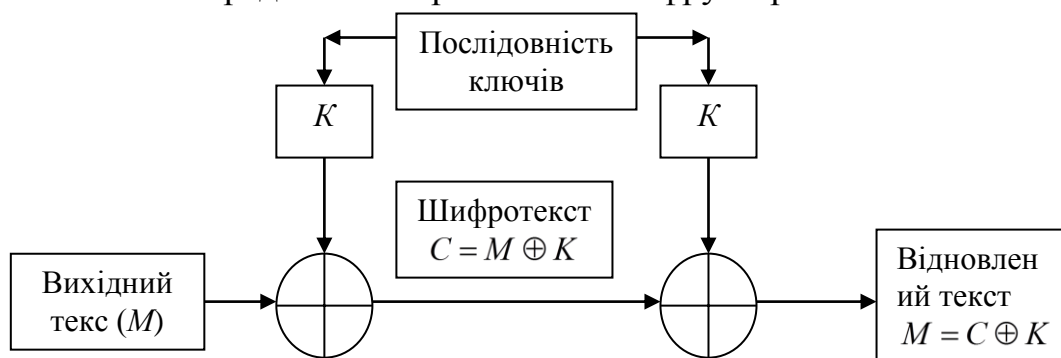 Послідовність
ключів
К
К
Шифротекст
C = M ⊕ K
Вихідний
текс (M)
Відновлен
ий текст
M = C ⊕ K